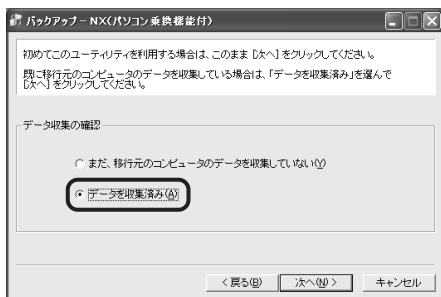 バックアップ-NX(パソコン乗換機能付)
初めてこのユーティリティを利用する場合は、このまま [次へ] をクリックしてください。
既に移行元のコンピュータのデータを収集している場合は、「データを収集済み」を選んで
[次へ] をクリックしてください。
データ収集の確認
まだ、移行元のコンピュータのデータを収集していない(Y)
データを収集済み(A)
< 戻る(B)
次へ(N) >
キャンセル